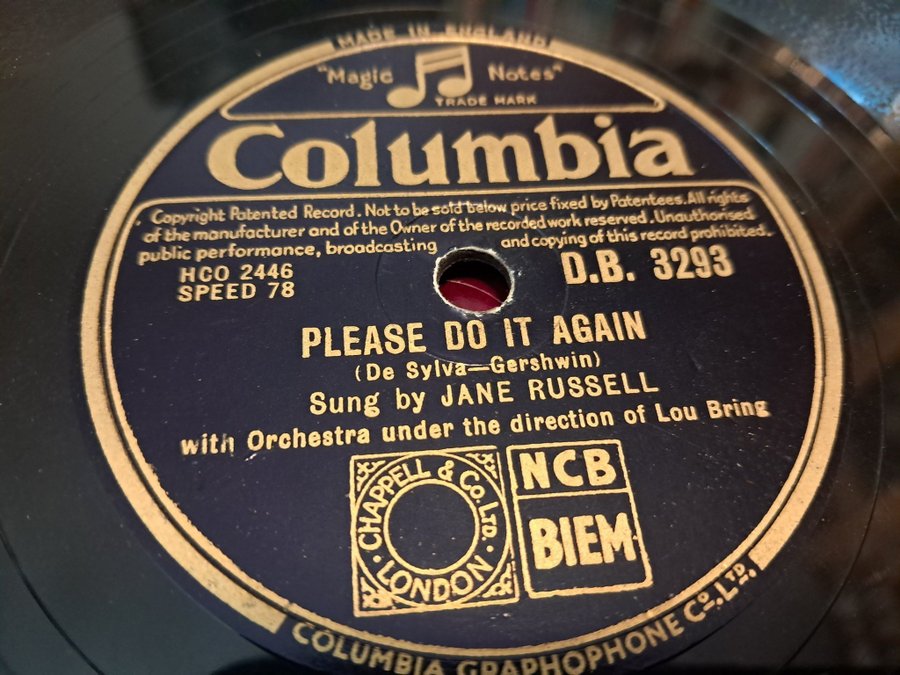 MADE IN ENGLAND
"Magic Notes"
TRADE MARK
Columbia
Copyright Patented Record. Not to be sold below price fixed by Patentees. All rights
of the manufacturer and of the Owner of the recorded work reserved. Unauthorised
public performance, broadcasting and copying of this record prohibited.
HCO 2446
SPEED 78
D.B. 3293
PLEASE DO IT AGAIN
(De Sylva—Gershwin)
Sung by JANE RUSSELL
with Orchestra under the direction of Lou Bring
CHAPPELL & CO. LTD.
· LONDON ·
NCB
BIEM
COLUMBIA GRAPHOPHONE CO. LTD.